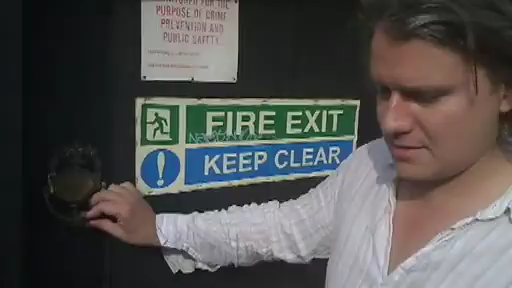 PURPOSE OF CRIME
PREVENTION AND
PUBLIC SAFETY
FIRE EXIT
KEEP CLEAR